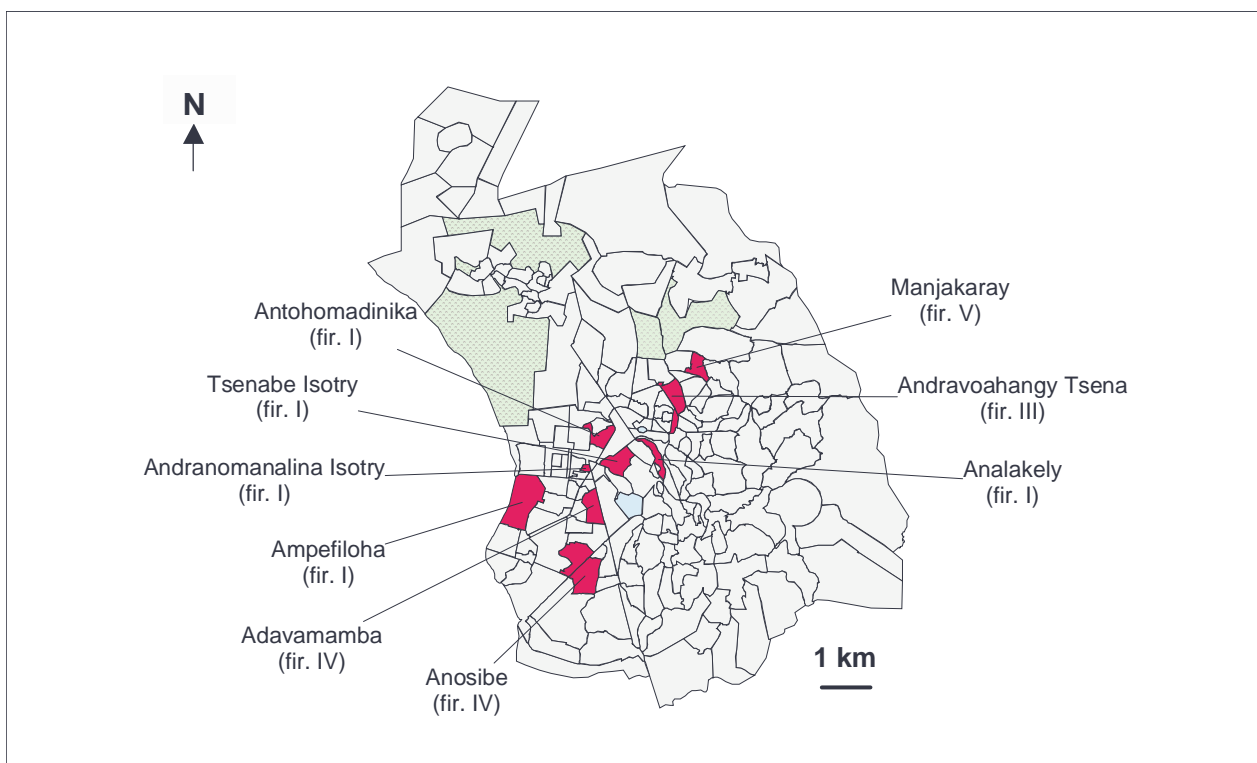 N
Manjakaray
(fir. V)
Antohomadinika
(fir. I)
Tsenabe Isotry
(fir. I)
Andravoahangy Tsena
(fir. III)
Andranomanalina Isotry
(fir. I)
Analakely
(fir. I)
Ampefiloha
(fir. I)
Adavamamba
(fir. IV)
1 km
Anosibe
(fir. IV)